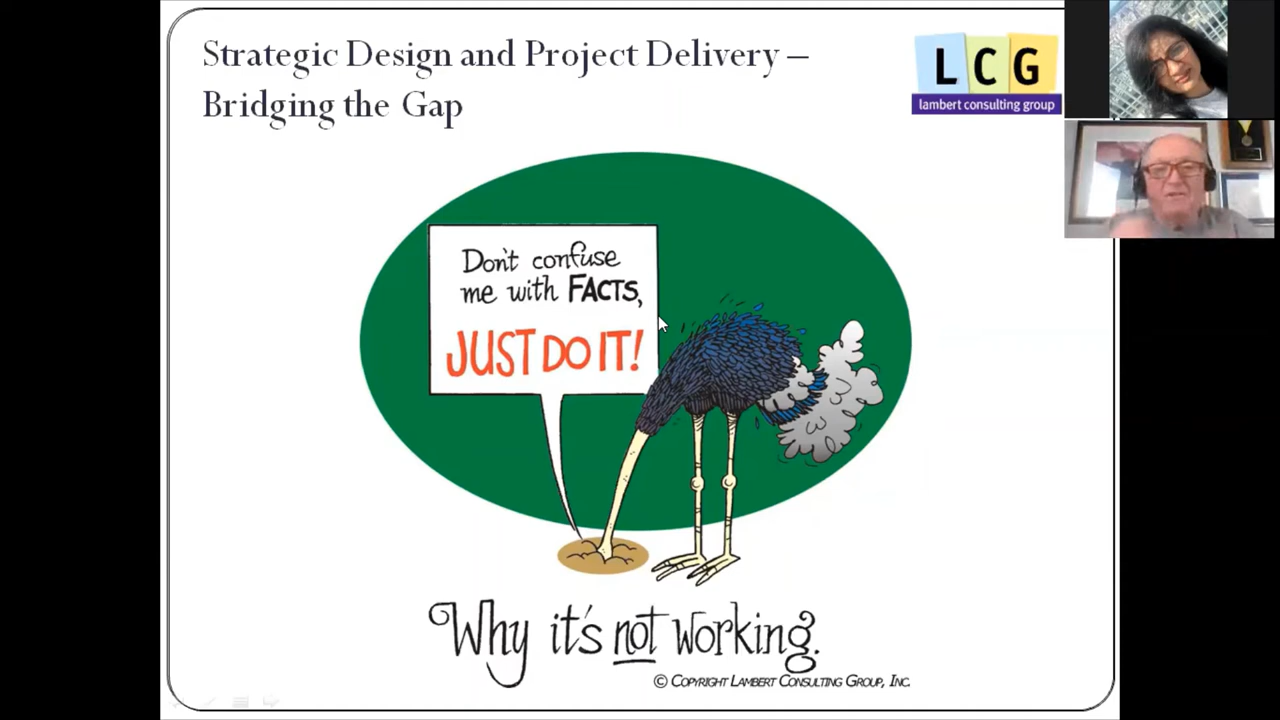 Strategic Design and Project Delivery –
Bridging the Gap
L C G
lambert consulting group
Don't confuse
me with FACTS,
JUST DO IT!
Why it's not working.
© COPYRIGHT LAMBERT CONSULTING GROUP, INC.